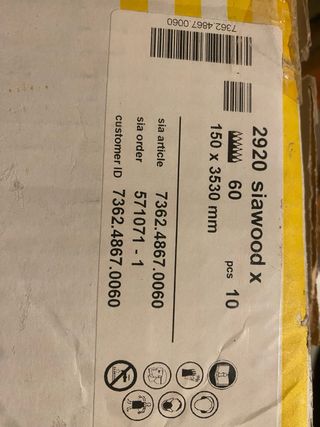 7362.4867.0060
2920 siawood x
60 pcs 10
150 x 3530 mm
sia article 7362.4867.0060
sia order 571071 - 1
customer ID 7362.4867.0060